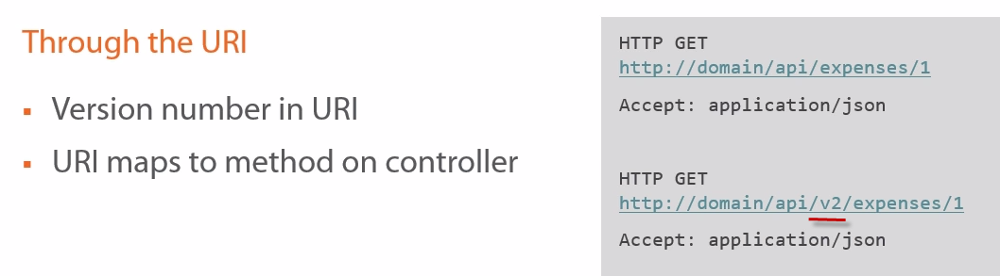 Through the URI
▪ Version number in URI
▪ URI maps to method on controller
HTTP GET
http://domain/api/expenses/1
Accept: application/json
HTTP GET
http://domain/api/v2/expenses/1
Accept: application/json